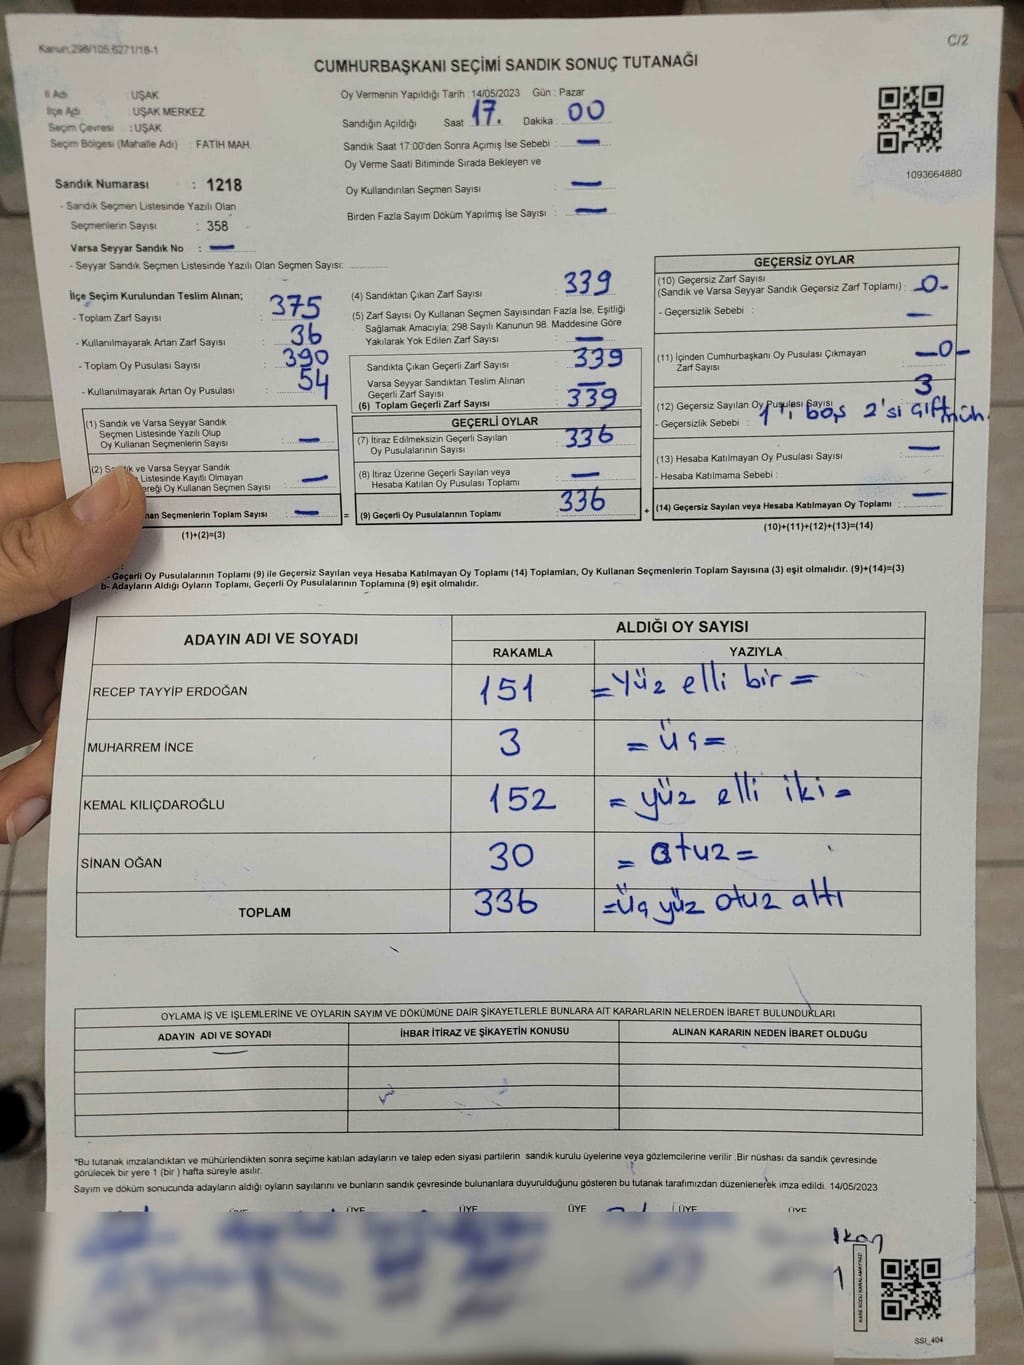 Kanun;298/105,6271/18-1
C/2
CUMHURBAŞKANI SEÇİMİ SANDIK SONUÇ TUTANAĞI
İl Adı UŞAK
İlçe Adı : UŞAK MERKEZ
Seçim Çevresi : UŞAK
Seçim Bölgesi (Mahalle Adı) : FATİH MAH.
Oy Vermenin Yapıldığı Tarih : 14/05/2023 Gün : Pazar
Sandığın Açıldığı Saat 17. Dakika : 00
Sandık Saat 17:00'den Sonra Açımış İse Sebebi : —
Oy Verme Saati Bitiminde Sırada Bekleyen ve
Oy Kullandırılan Seçmen Sayısı : —
Birden Fazla Sayım Döküm Yapılmış İse Sayısı : —
1093664880
Sandık Numarası : 1218
- Sandık Seçmen Listesinde Yazılı Olan
Seçmenlerin Sayısı : 358
Varsa Seyyar Sandık No : —
- Seyyar Sandık Seçmen Listesinde Yazılı Olan Seçmen Sayısı: ..............
İlçe Seçim Kurulundan Teslim Alınan;
- Toplam Zarf Sayısı : 375
- Kullanılmayarak Artan Zarf Sayısı : 36
- Toplam Oy Pusulası Sayısı : 390
- Kullanılmayarak Artan Oy Pusulası : 54
(1) Sandık ve Varsa Seyyar Sandık
Seçmen Listesinde Yazılı Olup
Oy Kullanan Seçmenlerin Sayısı : —
ve Varsa Seyyar Sandık
Listesinde Kayıtlı Olmayan
Oy Kullanan Seçmen Sayısı : —
Seçmenlerin Toplam Sayısı : —
(1)+(2)=(3)
(4) Sandıktan Çıkan Zarf Sayısı : 339
(5) Zarf Sayısı Oy Kullanan Seçmen Sayısından Fazla İse, Eşitliği
Sağlamak Amacıyla; 298 Sayılı Kanunun 98. Maddesine Göre
Yakılarak Yok Edilen Zarf Sayısı : —
Sandıkta Çıkan Geçerli Zarf Sayısı : 339
Varsa Seyyar Sandıktan Teslim Alınan
Geçerli Zarf Sayısı : —
(6) Toplam Geçerli Zarf Sayısı : 339
GEÇERLİ OYLAR
(7) İtiraz Edilmeksizin Geçerli Sayılan
Oy Pusulalarının Sayısı : 336
(8) İtiraz Üzerine Geçerli Sayılan veya
Hesaba Katılan Oy Pusulası Toplamı : —
= (9) Geçerli Oy Pusulalarının Toplamı : 336
GEÇERSİZ OYLAR
(10) Geçersiz Zarf Sayısı
(Sandık ve Varsa Seyyar Sandık Geçersiz Zarf Toplamı) : -0-
- Geçersizlik Sebebi : —
(11) İçinden Cumhurbaşkanı Oy Pusulası Çıkmayan
Zarf Sayısı : -0-
(12) Geçersiz Sayılan Oy Pusulası Sayısı 3
- Geçersizlik Sebebi : 1'i boş 2'si çift müh.
(13) Hesaba Katılmayan Oy Pusulası Sayısı : —
- Hesaba Katılmama Sebebi :
+ (14) Geçersiz Sayılan veya Hesaba Katılmayan Oy Toplamı : —
(10)+(11)+(12)+(13)=(14)
- Geçerli Oy Pusulalarının Toplamı (9) ile Geçersiz Sayılan veya Hesaba Katılmayan Oy Toplamı (14) Toplamları, Oy Kullanan Seçmenlerin Toplam Sayısına (3) eşit olmalıdır. (9)+(14)=(3)
b- Adayların Aldığı Oyların Toplamı, Geçerli Oy Pusulalarının Toplamına (9) eşit olmalıdır.
ADAYIN ADI VE SOYADI
ALDIĞI OY SAYISI
RAKAMLA YAZIYLA
RECEP TAYYİP ERDOĞAN 151 = Yüz elli bir =
MUHARREM İNCE 3 = Üç =
KEMAL KILIÇDAROĞLU 152 = yüz elli iki =
SİNAN OĞAN 30 = otuz =
TOPLAM 336 = üç yüz otuz altı
OYLAMA İŞ VE İŞLEMLERİNE VE OYLARIN SAYIM VE DÖKÜMÜNE DAİR ŞİKAYETLERLE BUNLARA AİT KARARLARIN NELERDEN İBARET BULUNDUKLARI
ADAYIN ADI VE SOYADI İHBAR İTİRAZ VE ŞİKAYETİN KONUSU ALINAN KARARIN NEDEN İBARET OLDUĞU
*Bu tutanak imzalandıktan ve mühürlendikten sonra seçime katılan adayların ve talep eden siyasi partilerin sandık kurulu üyelerine veya gözlemcilerine verilir .Bir nüshası da sandık çevresinde
görülecek bir yere 1 (bir ) hafta süreyle asılır.
Sayım ve döküm sonucunda adayların aldığı oyların sayılarını ve bunların sandık çevresinde bulunanlara duyurulduğunu gösteren bu tutanak tarafımızdan düzenlenerek imza edildi. 14/05/2023
ÜYE ÜYE ÜYE ÜYE ÜYE ÜYE
KARE KODU KARALAMAYINIZ!
SSI_404